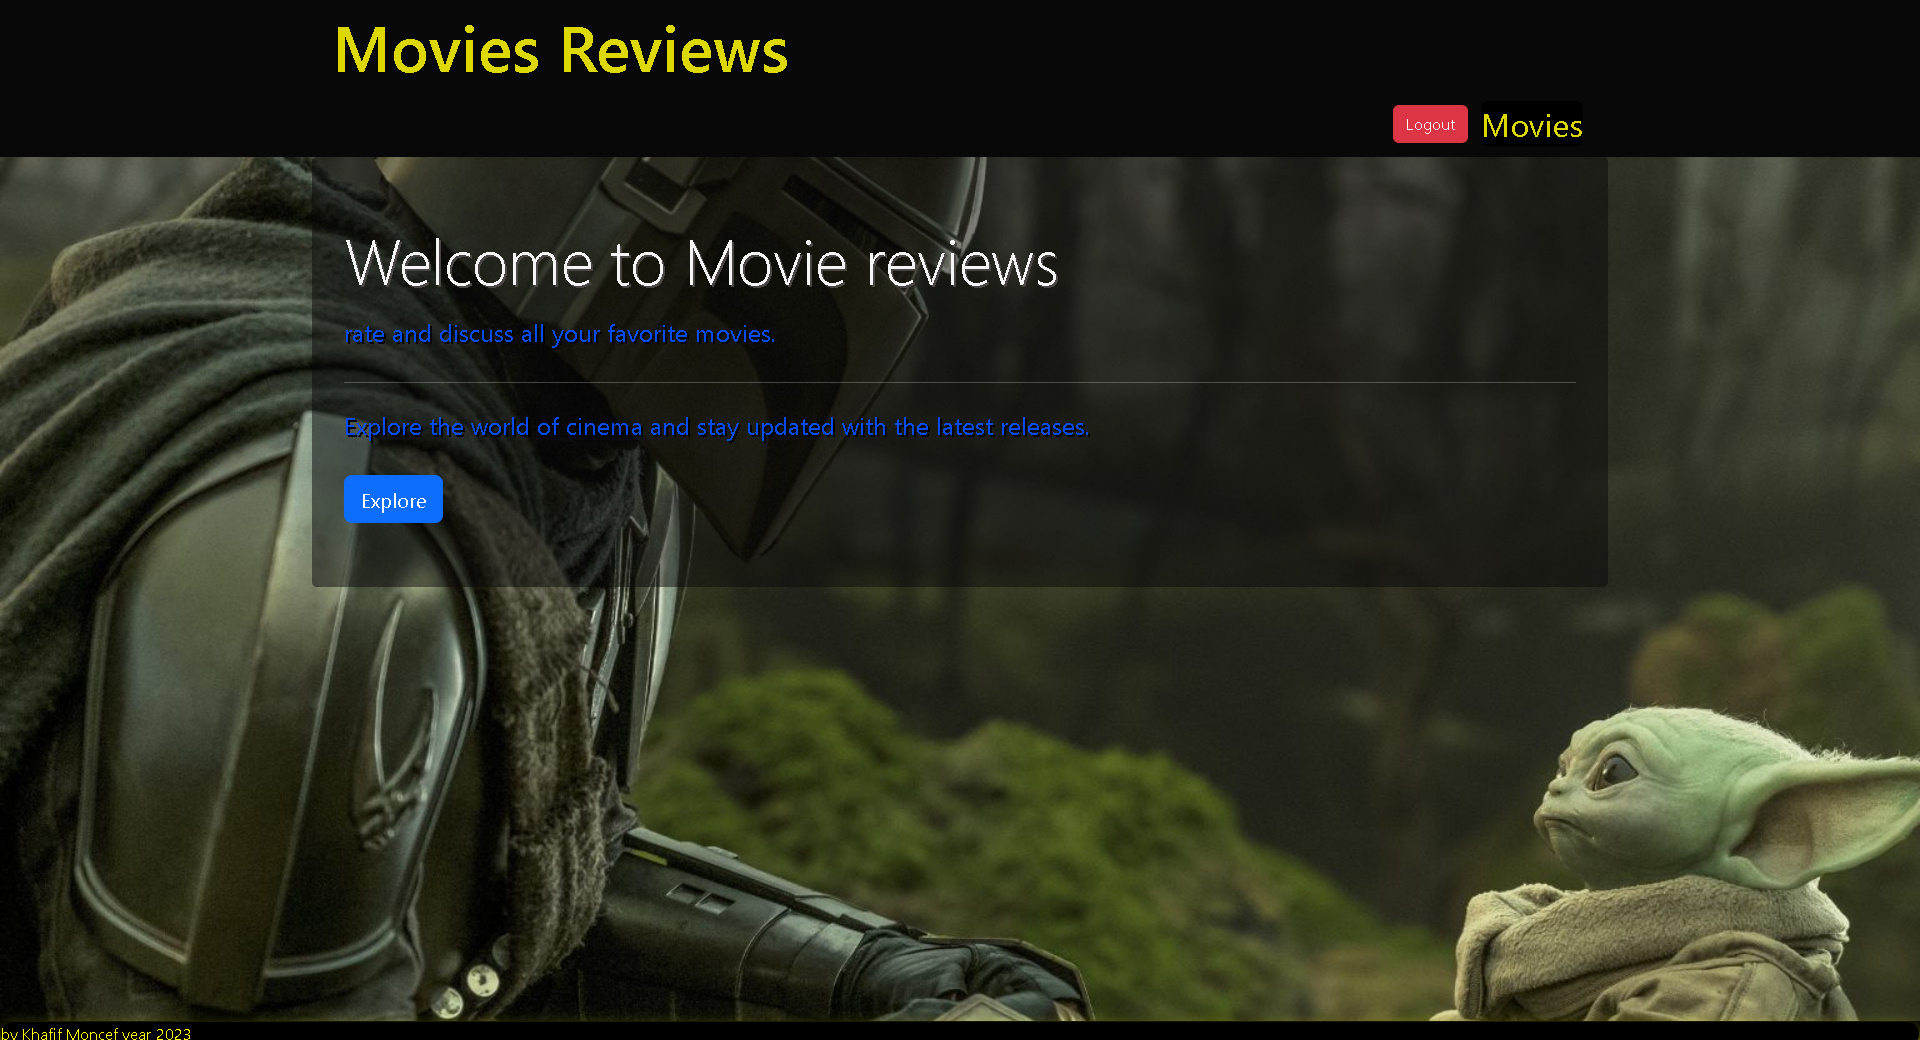 Movies Reviews
Logout Movies
Welcome to Movie reviews
rate and discuss all your favorite movies.
Explore the world of cinema and stay updated with the latest releases.
Explore
by Khafif Moncef year 2023